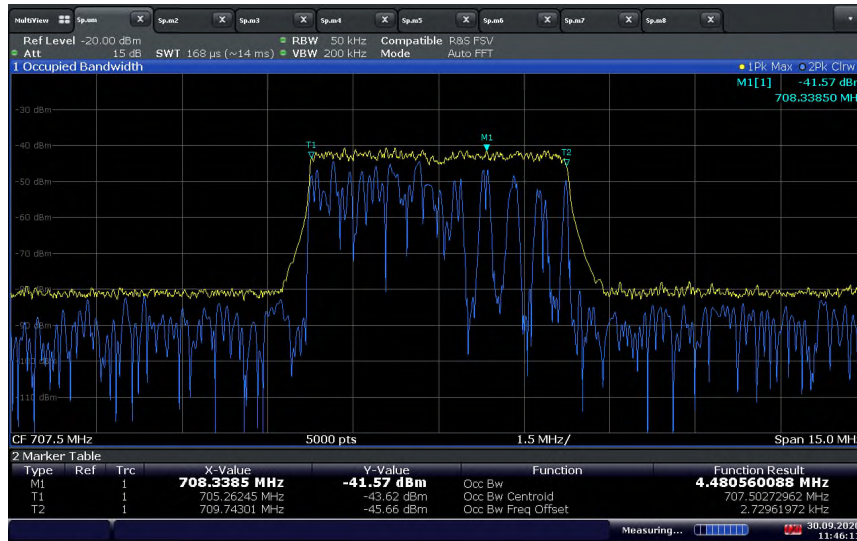 MultiView Sp.um X Sp.m2 X Sp.m3 X Sp.m4 X Sp.m5 X Sp.m6 X Sp.m7 X Sp.m8 X
Ref Level -20.00 dBm RBW 50 kHz Compatible R&S FSV
Att 15 dB SWT 168 µs (~14 ms) VBW 200 kHz Mode Auto FFT
1 Occupied Bandwidth 1Pk Max 2Pk Clrw
M1[1] -41.57 dBm
708.33850 MH
-30 dBm
-40 dBm
M1
T1
T2
-50 dBm
-60 dBm
-70 dBm
-110 dBm
CF 707.5 MHz 5000 pts 1.5 MHz/ Span 15.0 MH
2 Marker Table
Type Ref Trc X-Value Y-Value Function Function Result
M1 1 708.3385 MHz -41.57 dBm Occ Bw 4.480560088 MHz
T1 1 705.26245 MHz -43.62 dBm Occ Bw Centroid 707.50272962 MHz
T2 1 709.74301 MHz -45.66 dBm Occ Bw Freq Offset 2.72961972 kHz
Measuring... 30.09.2020